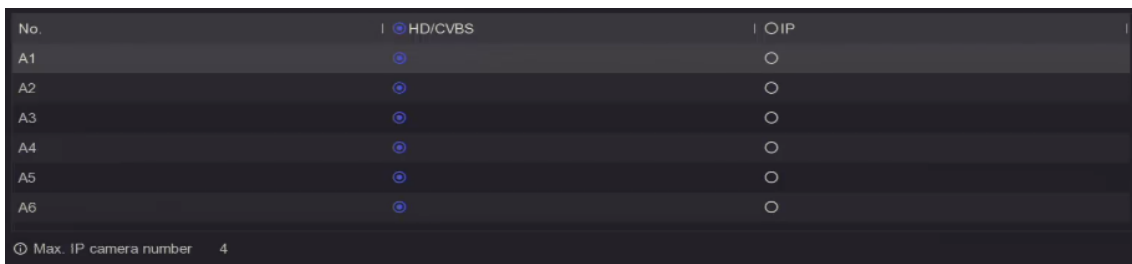 No. HD/CVBS IP
A1
A2
A3
A4
A5
A6
Max. IP camera number 4